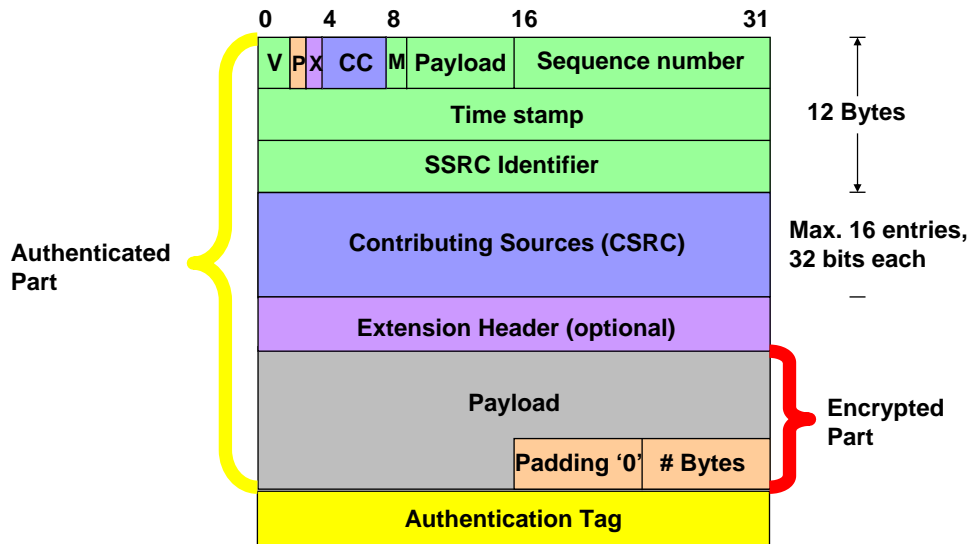 0 4 8 16 31
V P X CC M Payload Sequence number
Time stamp
12 Bytes
SSRC Identifier
Contributing Sources (CSRC)
Max. 16 entries,
32 bits each
Authenticated
Part
Extension Header (optional)
Payload
Encrypted
Part
Padding ‘0’ # Bytes
Authentication Tag